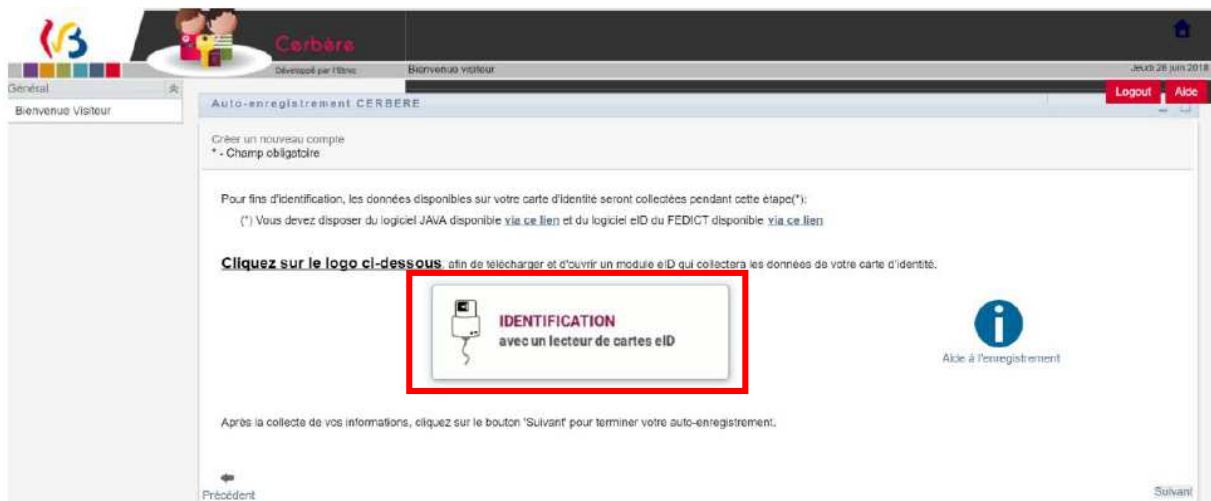 Cerbère
Développé par l'Etnic
Bienvenue visiteur
Jeudi 28 juin 2018
Logout Aide
Général
Bienvenue Visiteur
Auto-enregistrement CERBERE
Créer un nouveau compte
* - Champ obligatoire
Pour fins d'identification, les données disponibles sur votre carte d'identité seront collectées pendant cette étape(*):
(*) Vous devez disposer du logiciel JAVA disponible via ce lien et du logiciel eID du FEDICT disponible via ce lien
Cliquez sur le logo ci-dessous, afin de télécharger et d'ouvrir un module eID qui collectera les données de votre carte d'identité.
IDENTIFICATION
avec un lecteur de cartes eID
Aide à l'enregistrement
Après la collecte de vos informations, cliquez sur le bouton 'Suivant' pour terminer votre auto-enregistrement.
Précédent
Suivant